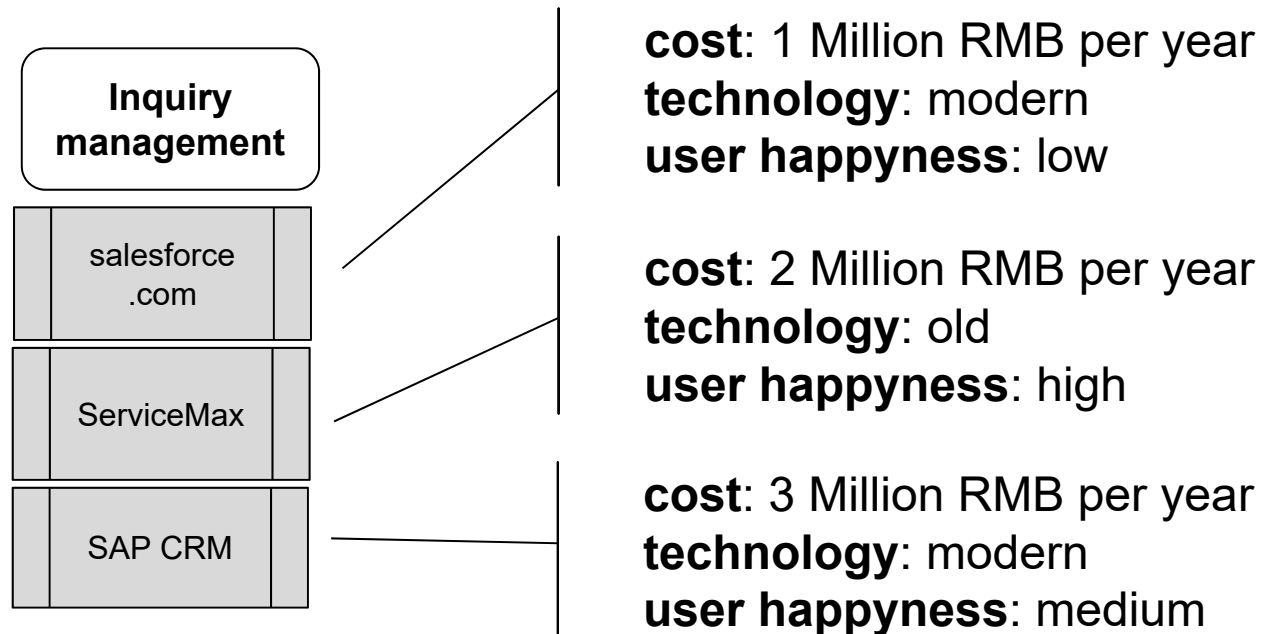 Inquiry
management
salesforce
.com
ServiceMax
SAP CRM
cost: 1 Million RMB per year
technology: modern
user happyness: low
cost: 2 Million RMB per year
technology: old
user happyness: high
cost: 3 Million RMB per year
technology: modern
user happyness: medium